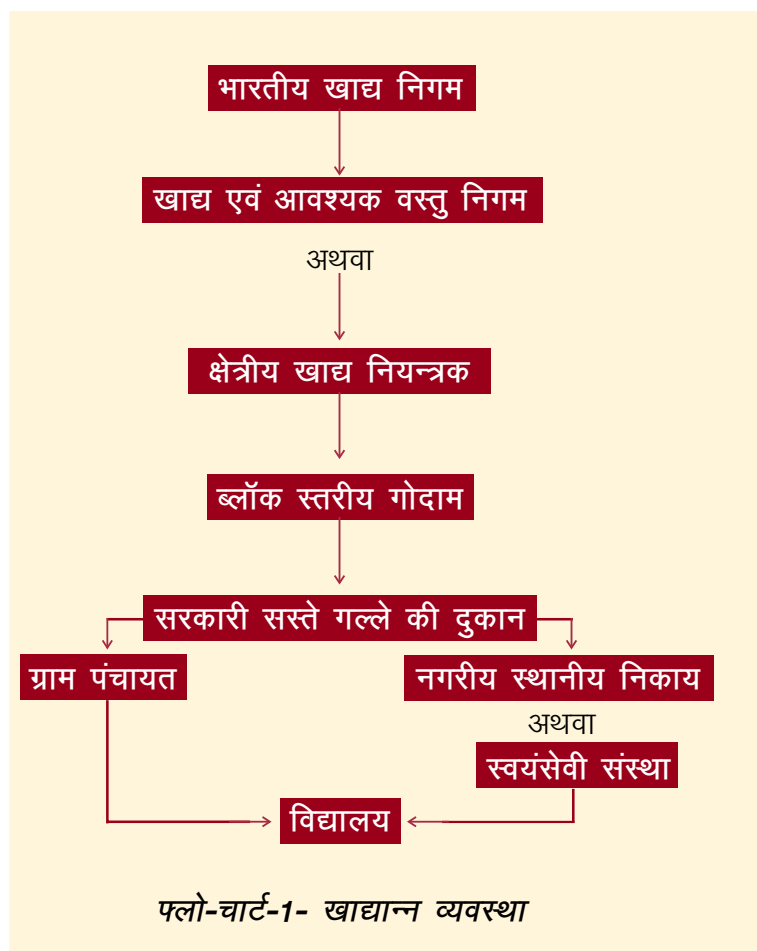 भारतीय खाद्य निगम
खाद्य एवं आवश्यक वस्तु निगम
अथवा
क्षेत्रीय खाद्य नियन्त्रक
ब्लॉक स्तरीय गोदाम
सरकारी सस्ते गल्ले की दुकान
ग्राम पंचायत
नगरीय स्थानीय निकाय
अथवा
स्वयंसेवी संस्था
विद्यालय
फ्लो-चार्ट-1- खाद्यान्न व्यवस्था